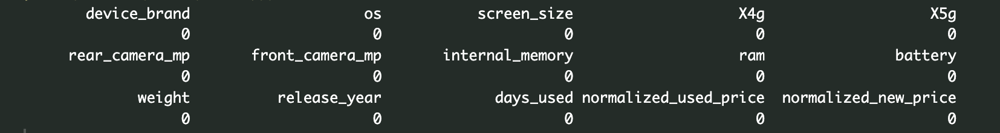 device_brand os screen_size X4g X5g
0 0 0 0 0
rear_camera_mp front_camera_mp internal_memory ram battery
0 0 0 0 0
weight release_year days_used normalized_used_price normalized_new_price
0 0 0 0 0